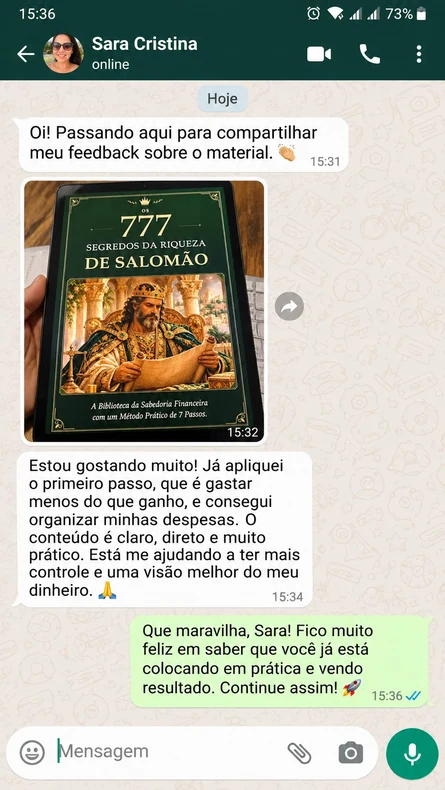 15:36
73%
Sara Cristina
online
Hoje
Oi! Passando aqui para compartilhar
meu feedback sobre o material. 👏🏻
15:31
OS
777
SEGREDOS DA RIQUEZA
DE SALOMÃO
A Biblioteca da Sabedoria Financeira
com um Método Prático de 7 Passos.
15:32
Estou gostando muito! Já apliquei
o primeiro passo, que é gastar
menos do que ganho, e consegui
organizar minhas despesas. O
conteúdo é claro, direto e muito
prático. Está me ajudando a ter mais
controle e uma visão melhor do meu
dinheiro. 🙏
15:34
Que maravilha, Sara! Fico muito
feliz em saber que você já está
colocando em prática e vendo
resultado. Continue assim! 🚀
15:36
Mensagem